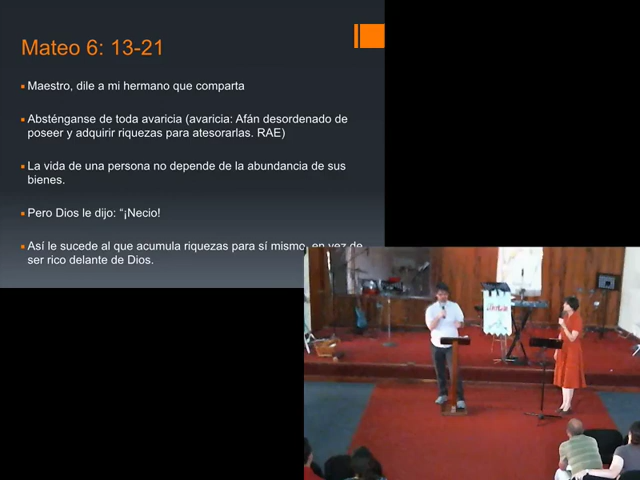 Mateo 6: 13-21
Maestro, dile a mi hermano que comparta
Absténganse de toda avaricia (avaricia: Afán desordenado de
poseer y adquirir riquezas para atesorarlas. RAE)
La vida de una persona no depende de la abundancia de sus
bienes.
Pero Dios le dijo: “¡Necio!
Así le sucede al que acumula riquezas para sí mismo, en vez de
ser rico delante de Dios.